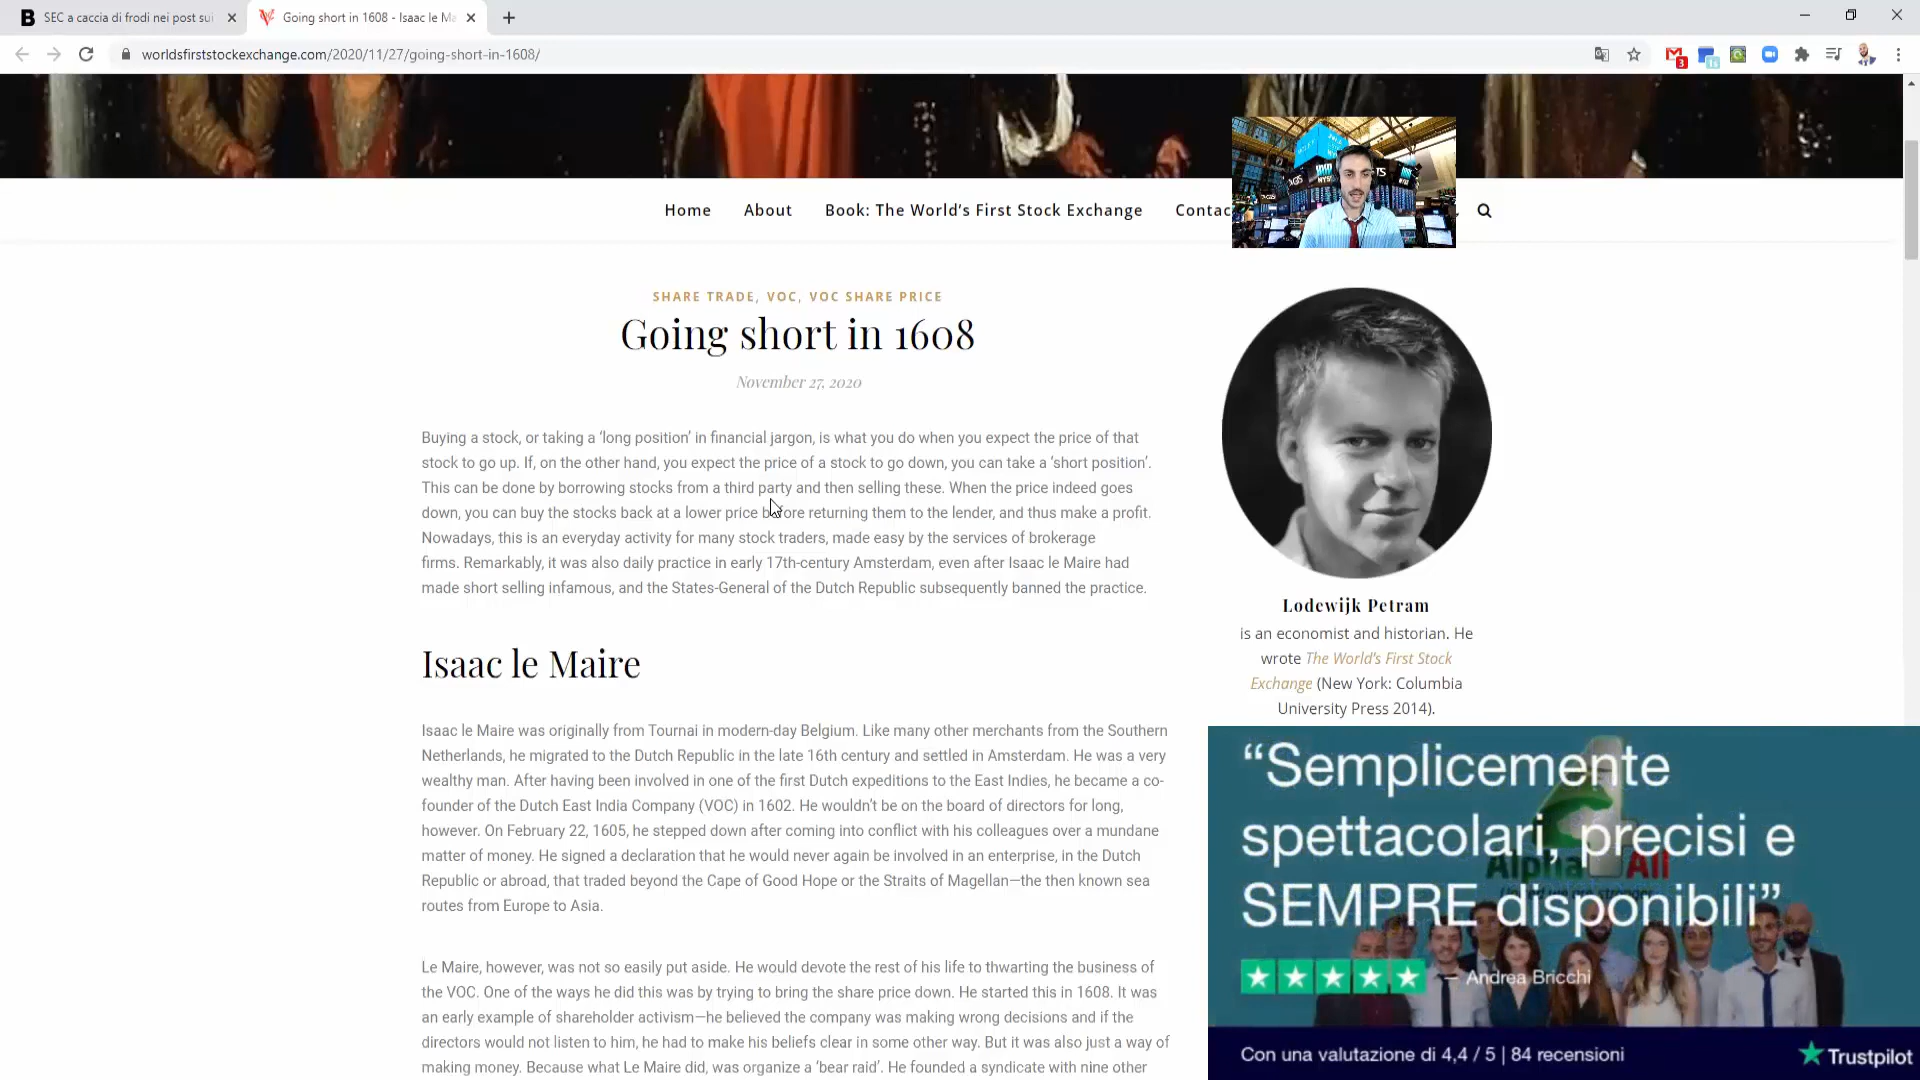 SEC a caccia di frodi nei post sui
Going short in 1608 - Isaac le Ma
worldsfirststockexchange.com/2020/11/27/going-short-in-1608/
Home About Book: The World's First Stock Exchange Contac
SHARE TRADE, VOC, VOC SHARE PRICE
Going short in 1608
November 27, 2020
Buying a stock, or taking a 'long position' in financial jargon, is what you do when you expect the price of that
stock to go up. If, on the other hand, you expect the price of a stock to go down, you can take a 'short position'.
This can be done by borrowing stocks from a third party and then selling these. When the price indeed goes
down, you can buy the stocks back at a lower price before returning them to the lender, and thus make a profit.
Nowadays, this is an everyday activity for many stock traders, made easy by the services of brokerage
firms. Remarkably, it was also daily practice in early 17th-century Amsterdam, even after Isaac le Maire had
made short selling infamous, and the States-General of the Dutch Republic subsequently banned the practice.
Isaac le Maire
Isaac le Maire was originally from Tournai in modern-day Belgium. Like many other merchants from the Southern
Netherlands, he migrated to the Dutch Republic in the late 16th century and settled in Amsterdam. He was a very
wealthy man. After having been involved in one of the first Dutch expeditions to the East Indies, he became a co-
founder of the Dutch East India Company (VOC) in 1602. He wouldn't be on the board of directors for long,
however. On February 22, 1605, he stepped down after coming into conflict with his colleagues over a mundane
matter of money. He signed a declaration that he would never again be involved in an enterprise, in the Dutch
Republic or abroad, that traded beyond the Cape of Good Hope or the Straits of Magellan—the then known sea
routes from Europe to Asia.
Le Maire, however, was not so easily put aside. He would devote the rest of his life to thwarting the business of
the VOC. One of the ways he did this was by trying to bring the share price down. He started this in 1608. It was
an early example of shareholder activism—he believed the company was making wrong decisions and if the
directors would not listen to him, he had to make his beliefs clear in some other way. But it was also just a way of
making money. Because what Le Maire did, was organize a 'bear raid'. He founded a syndicate with nine other
Lodewijk Petram
is an economist and historian. He
wrote The World's First Stock
Exchange (New York: Columbia
University Press 2014).
“Semplicemente
spettacolari, precisi e
SEMPRE disponibili”
— Andrea Bricchi
Con una valutazione di 4,4 / 5 | 84 recensioni
Trustpilot